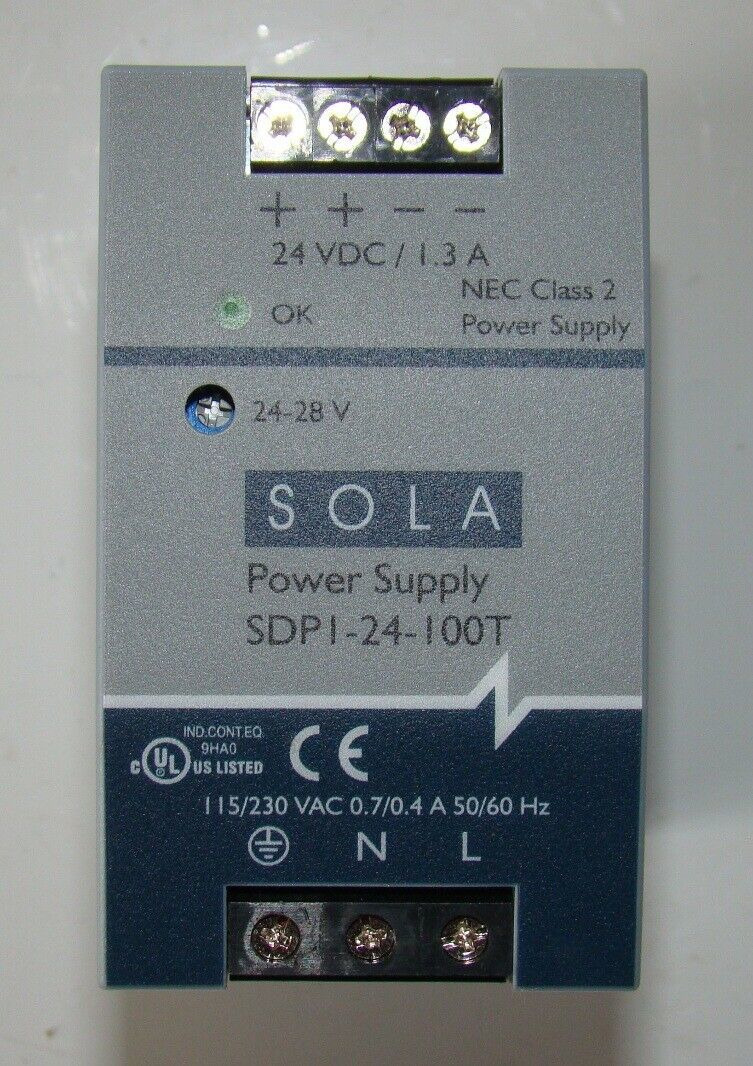 + + − −
24 VDC / 1.3 A
NEC Class 2
Power Supply
OK
24-28 V
SOLA
Power Supply
SDP1-24-100T
IND.CONT.EQ.
9HA0
C UL US LISTED
CE
115/230 VAC 0.7/0.4 A 50/60 Hz
N L